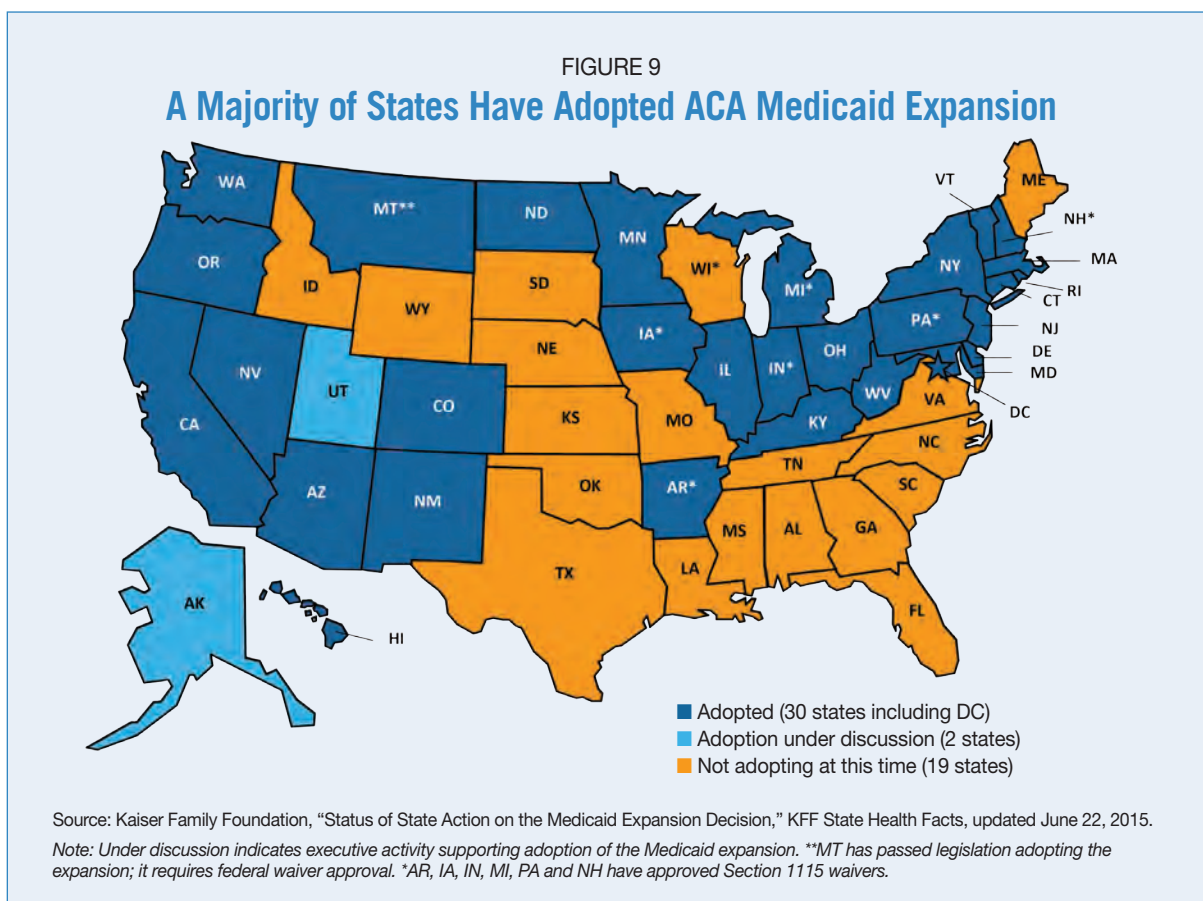 FIGURE 9
A Majority of States Have Adopted ACA Medicaid Expansion
WA
MT**
ND
MN
VT
ME
NH*
OR
ID
SD
WI*
MI*
NY
MA
WY
RI
CT
IA*
PA*
NJ
NE
NV
UT
CO
IL
IN*
OH
DE
MD
WV
VA
DC
CA
KS
MO
KY
NC
TN
AZ
NM
OK
AR*
SC
MS
AL
GA
TX
LA
AK
FL
HI
Adopted (30 states including DC)
Adoption under discussion (2 states)
Not adopting at this time (19 states)
Source: Kaiser Family Foundation, “Status of State Action on the Medicaid Expansion Decision,” KFF State Health Facts, updated June 22, 2015.
Note: Under discussion indicates executive activity supporting adoption of the Medicaid expansion. **MT has passed legislation adopting the
expansion; it requires federal waiver approval. *AR, IA, IN, MI, PA and NH have approved Section 1115 waivers.